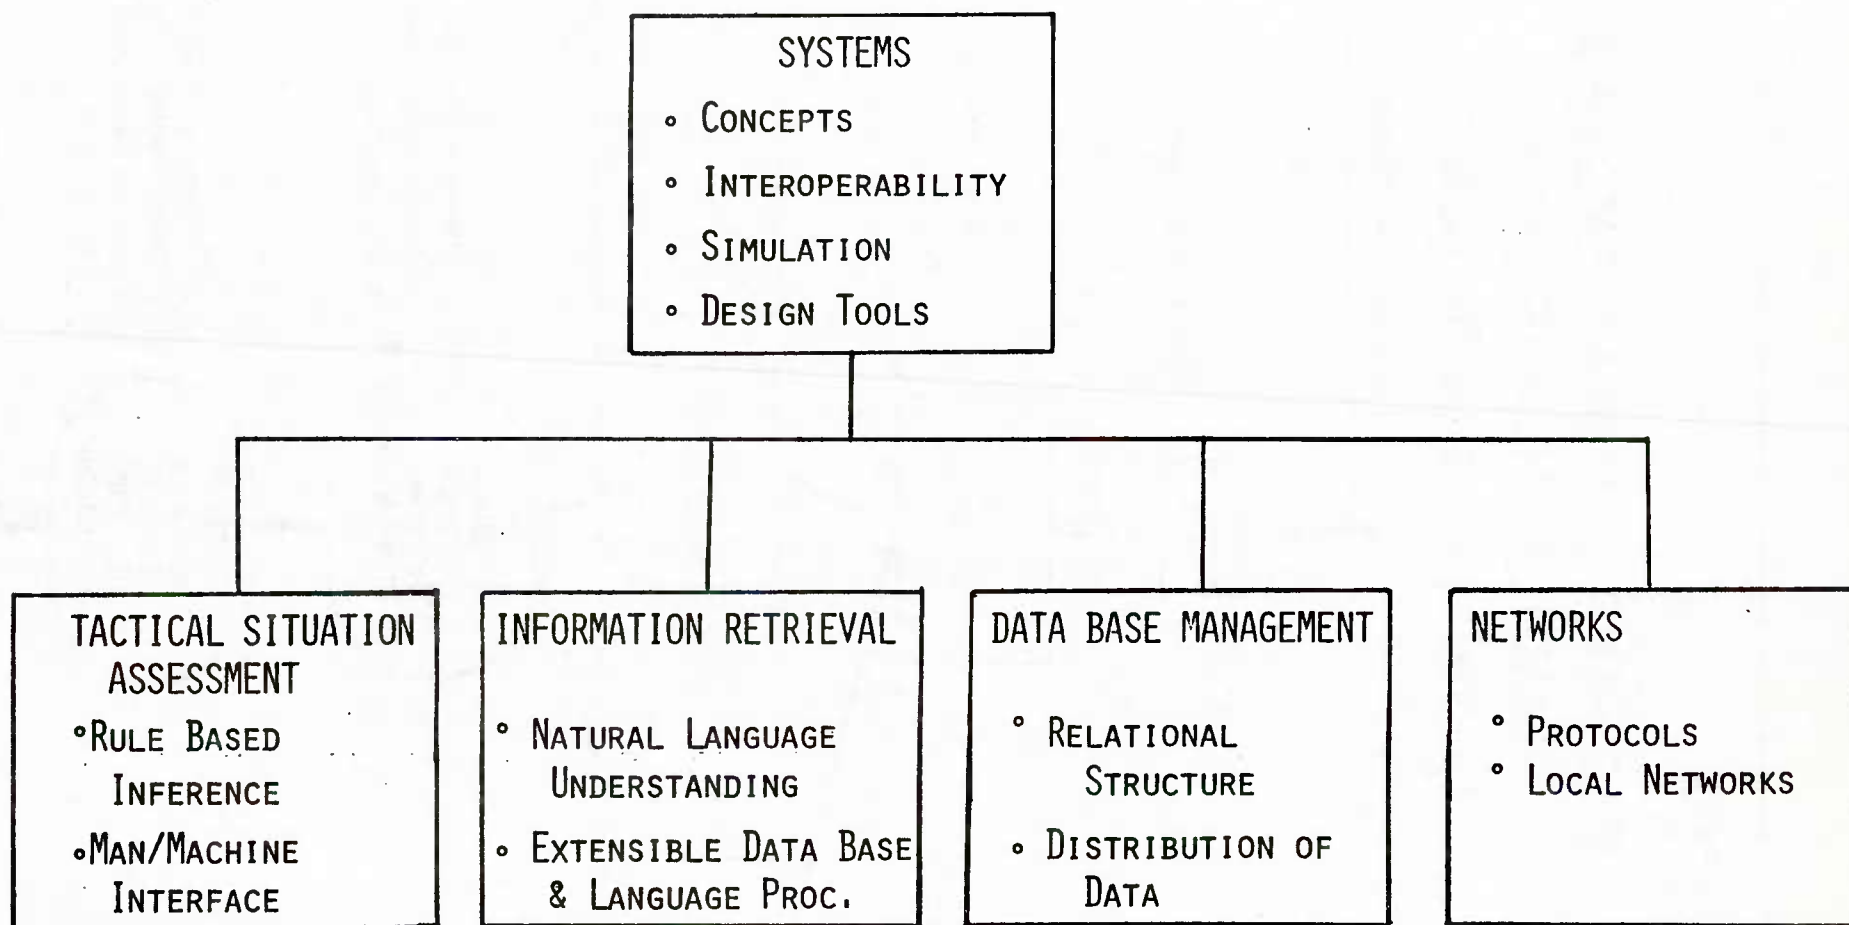 SYSTEMS
° CONCEPTS
° INTEROPERABILITY
° SIMULATION
° DESIGN TOOLS
TACTICAL SITUATION
ASSESSMENT
°RULE BASED
INFERENCE
°MAN/MACHINE
INTERFACE
INFORMATION RETRIEVAL
° NATURAL LANGUAGE
UNDERSTANDING
° EXTENSIBLE DATA BASE
& LANGUAGE PROC.
DATA BASE MANAGEMENT
° RELATIONAL
STRUCTURE
° DISTRIBUTION OF
DATA
NETWORKS
° PROTOCOLS
° LOCAL NETWORKS